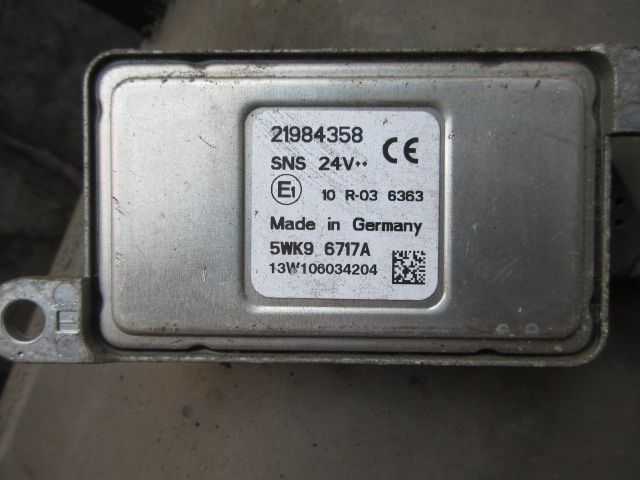 21984358
SNS 24V CE
E1 10 R-03 6363
Made in Germany
5WK9 6717A
13W106034204